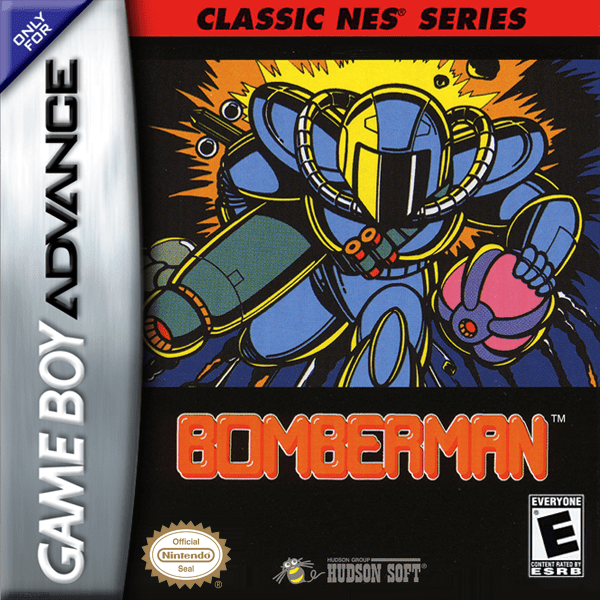 ONLY
FOR
CLASSIC NES® SERIES
GAME BOY ADVANCE
BOMBERMAN™
Official
Nintendo
Seal
®
HUDSON GROUP
HUDSON SOFT®
EVERYONE
E
CONTENT RATED BY
ESRB